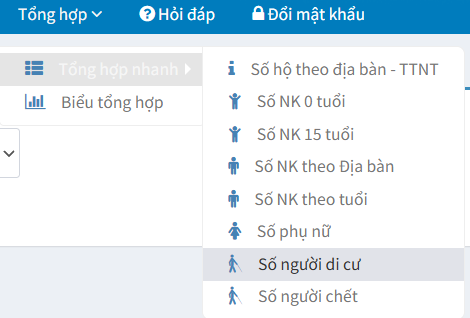 Tổng hợp Hỏi đáp Đổi mật khẩu
Tổng hợp nhanh
Biểu tổng hợp
Số hộ theo địa bàn - TTNT
Số NK 0 tuổi
Số NK 15 tuổi
Số NK theo Địa bàn
Số NK theo tuổi
Số phụ nữ
Số người di cư
Số người chết